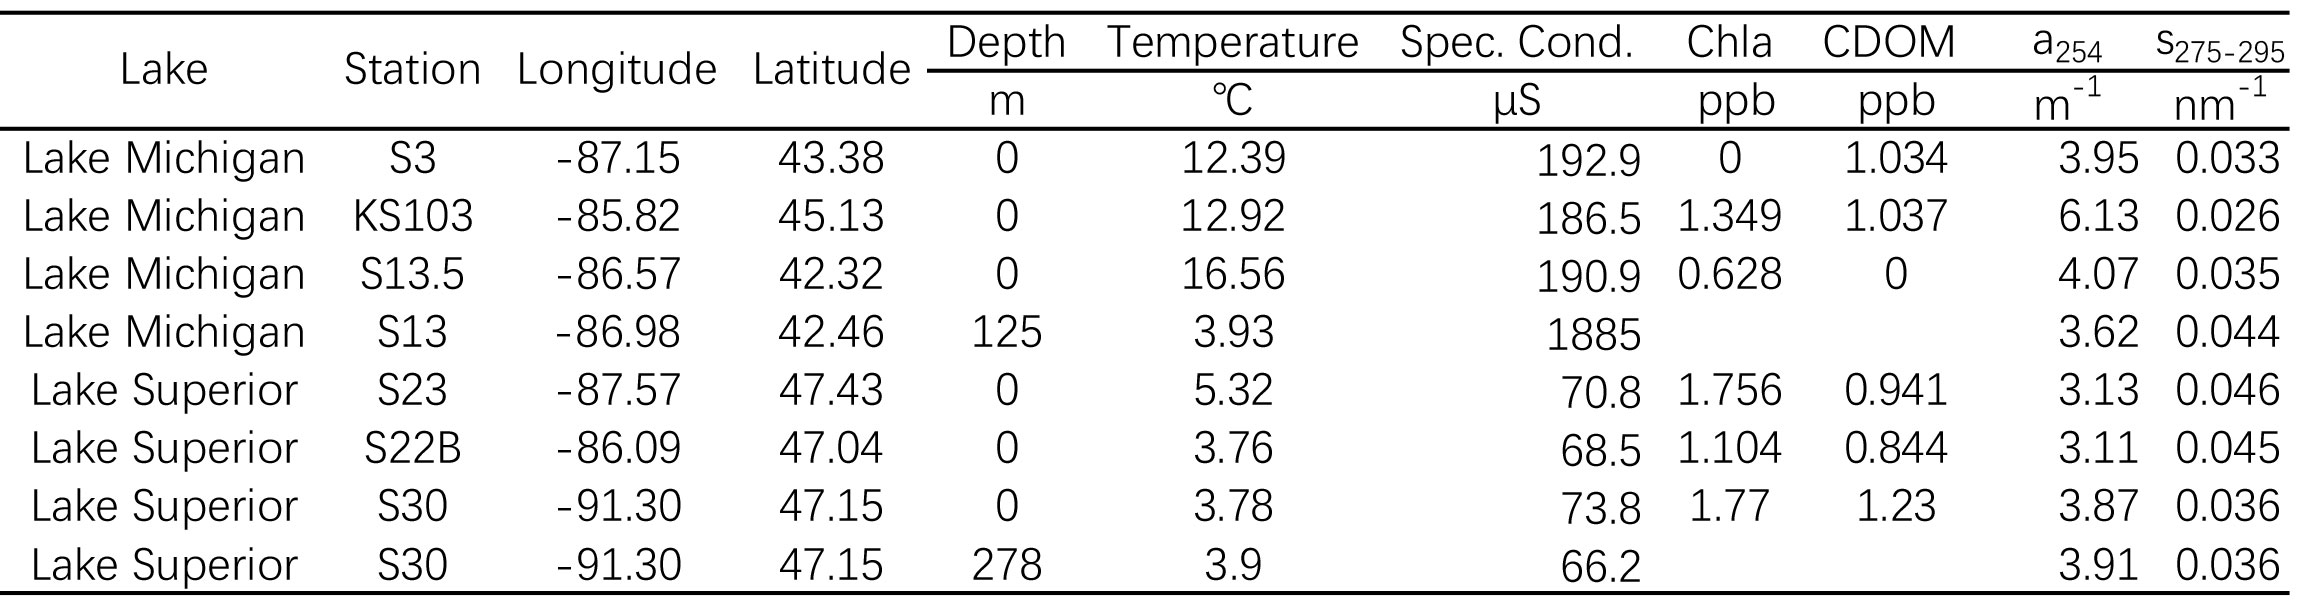 Lake Station Longitude Latitude Depth Temperature Spec. Cond. Chla CDOM a254 s275-295
m ℃ µS ppb ppb m-1 nm-1
Lake Michigan S3 -87.15 43.38 0 12.39 192.9 0 1.034 3.95 0.033
Lake Michigan KS103 -85.82 45.13 0 12.92 186.5 1.349 1.037 6.13 0.026
Lake Michigan S13.5 -86.57 42.32 0 16.56 190.9 0.628 0 4.07 0.035
Lake Michigan S13 -86.98 42.46 125 3.93 1885 3.62 0.044
Lake Superior S23 -87.57 47.43 0 5.32 70.8 1.756 0.941 3.13 0.046
Lake Superior S22B -86.09 47.04 0 3.76 68.5 1.104 0.844 3.11 0.045
Lake Superior S30 -91.30 47.15 0 3.78 73.8 1.77 1.23 3.87 0.036
Lake Superior S30 -91.30 47.15 278 3.9 66.2 3.91 0.036